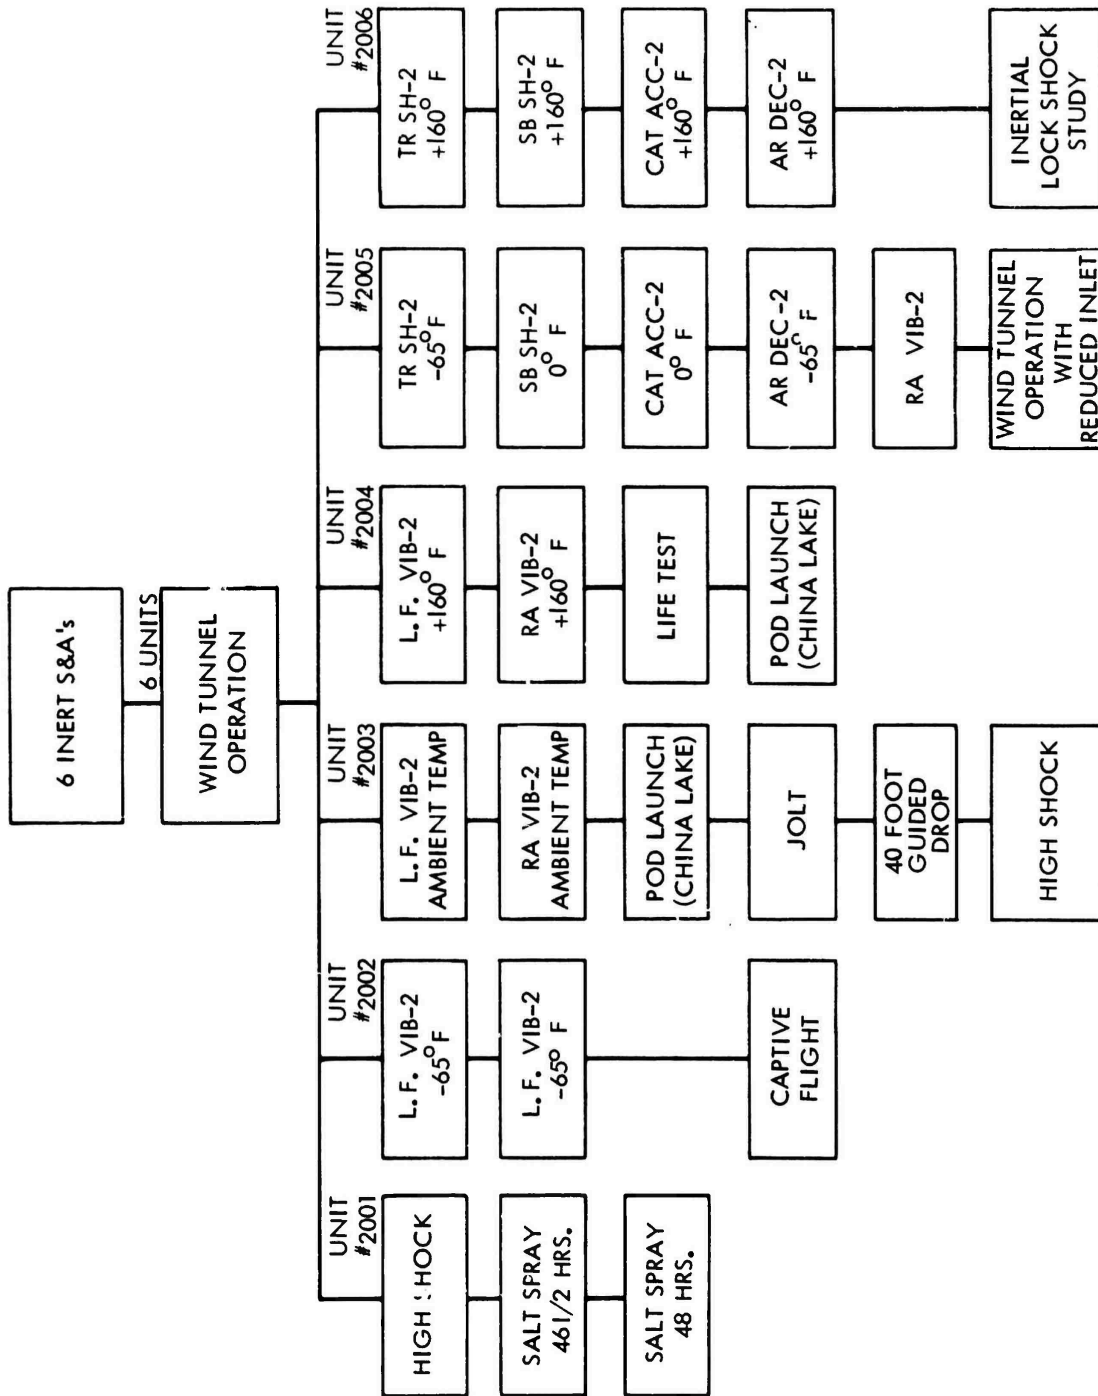 6 INERT S&A's
6 UNITS
WIND TUNNEL
OPERATION
UNIT
#2001
HIGH SHOCK
SALT SPRAY
461/2 HRS.
SALT SPRAY
48 HRS.
UNIT
#2002
L.F. VIB-2
-65° F
L.F. VIB-2
-65° F
CAPTIVE
FLIGHT
UNIT
#2003
L.F. VIB-2
AMBIENT TEMP
RA VIB-2
AMBIENT TEMP
POD LAUNCH
(CHINA LAKE)
JOLT
40 FOOT
GUIDED
DROP
HIGH SHOCK
UNIT
#2004
L.F. VIB-2
+160° F
RA VIB-2
+160° F
LIFE TEST
POD LAUNCH
(CHINA LAKE)
UNIT
#2005
TR SH-2
-65° F
SB SH-2
0° F
CAT ACC-2
0° F
AR DEC-2
-65° F
RA VIB-2
WIND TUNNEL
OPERATION
WITH
REDUCED INLET
UNIT
#2006
TR SH-2
+160° F
SB SH-2
+160° F
CAT ACC-2
+160° F
AR DEC-2
+160° F
INERTIAL
LOCK SHOCK
STUDY